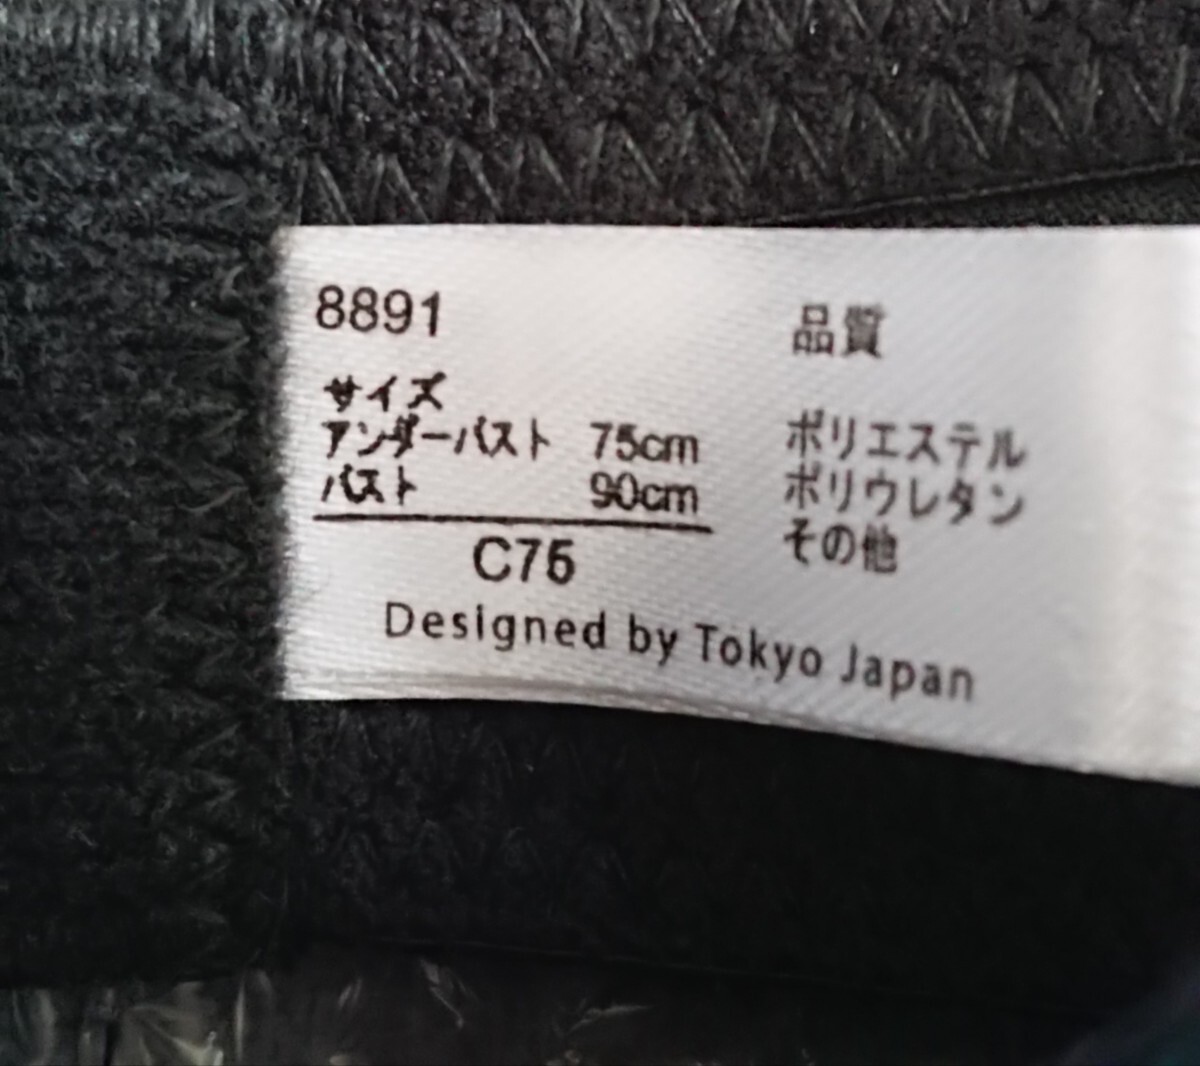 8891
サイズ
アンダーバスト 75cm
バスト 90cm
C75
Designed by Tokyo Japan
品質
ポリエステル
ポリウレタン
その他